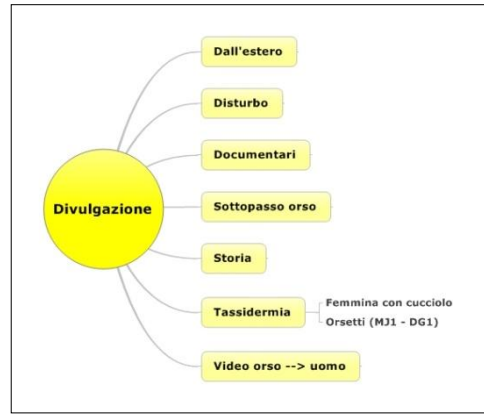 Dall'estero
Disturbo
Documentari
Divulgazione
Sottopasso orso
Storia
Tassidermia
Femmina con cucciolo
Orsetti (MJ1 - DG1)
Video orso --> uomo